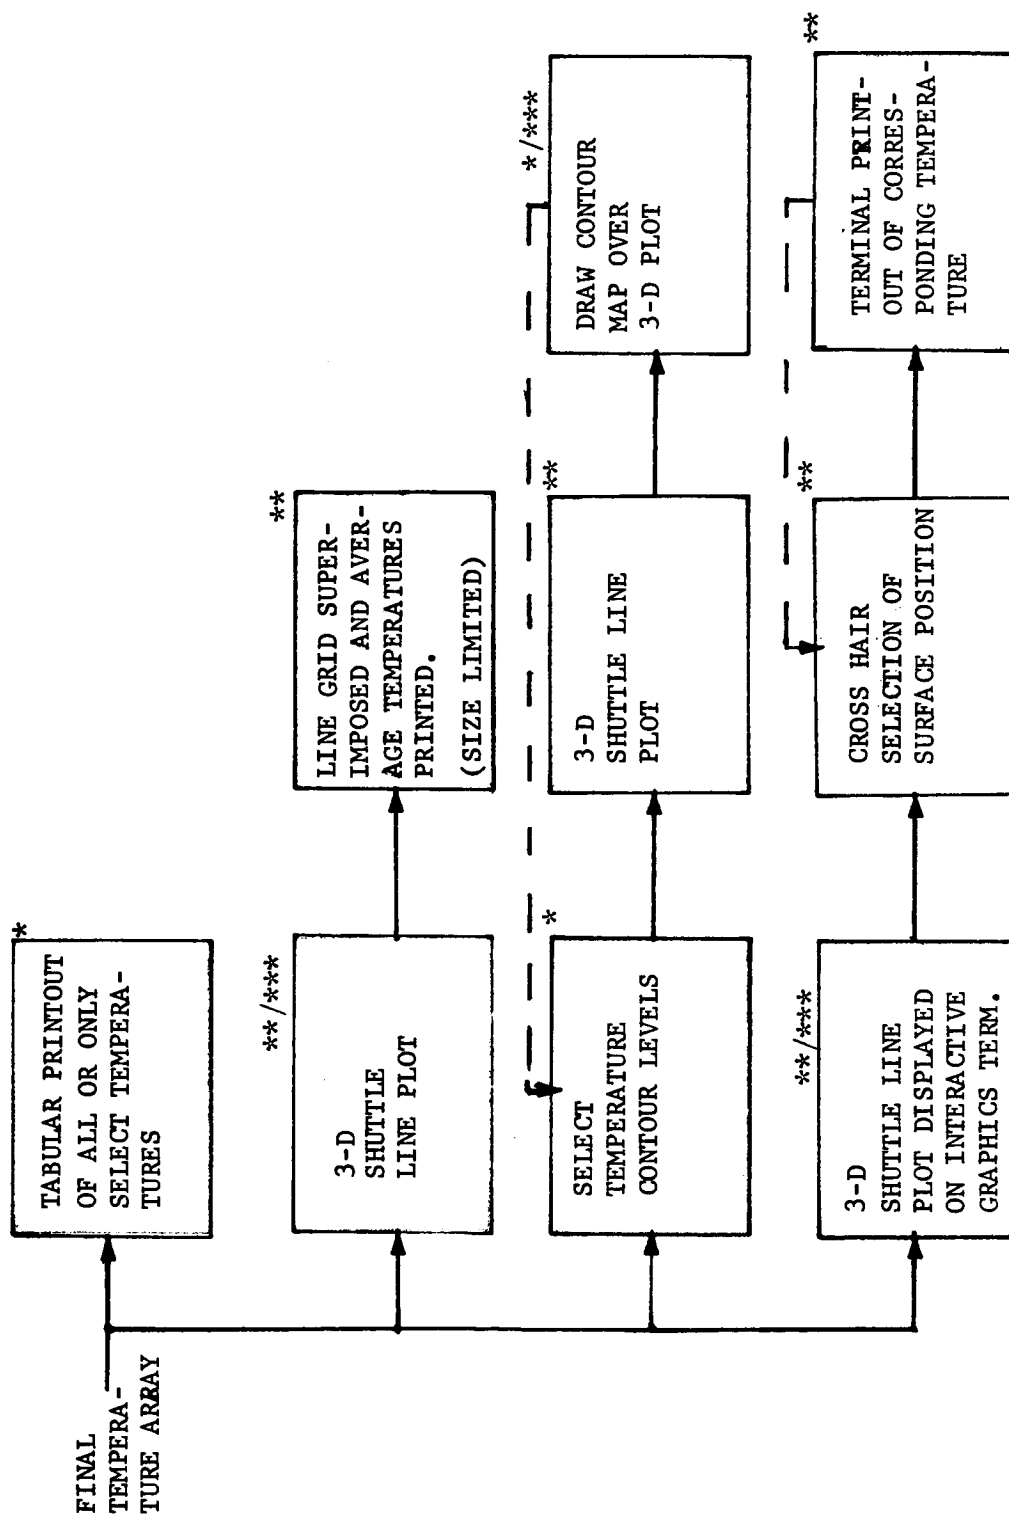 FINAL
TEMPERA-
TURE ARRAY
*
TABULAR PRINTOUT
OF ALL OR ONLY
SELECT TEMPERA-
TURES
**/***
3-D
SHUTTLE
LINE PLOT
**
LINE GRID SUPER-
IMPOSED AND AVER-
AGE TEMPERATURES
PRINTED.
(SIZE LIMITED)
*
SELECT
TEMPERATURE
CONTOUR LEVELS
**
3-D
SHUTTLE LINE
PLOT
*/***
DRAW CONTOUR
MAP OVER
3-D PLOT
**/***
3-D
SHUTTLE LINE
PLOT DISPLAYED
ON INTERACTIVE
GRAPHICS TERM.
**
CROSS HAIR
SELECTION OF
SURFACE POSITION
**
TERMINAL PRINT-
OUT OF CORRES-
PONDING TEMPERA-
TURE